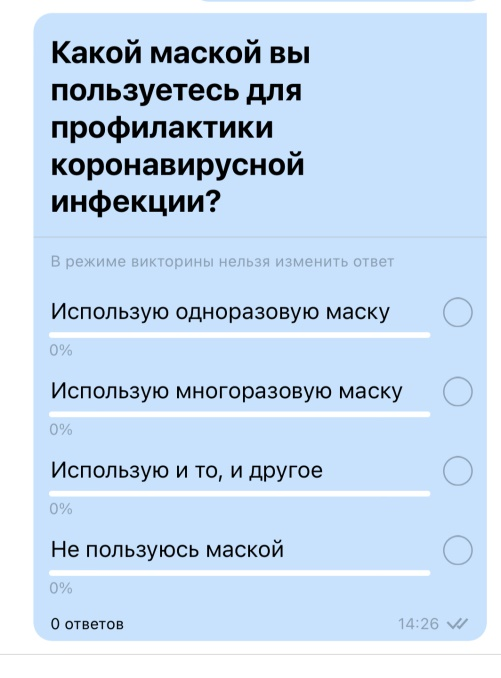 Какой маской вы
пользуетесь для
профилактики
коронавирусной
инфекции?
В режиме викторины нельзя изменить ответ
Использую одноразовую маску
0%
Использую многоразовую маску
0%
Использую и то, и другое
0%
Не пользуюсь маской
0%
0 ответов 14:26